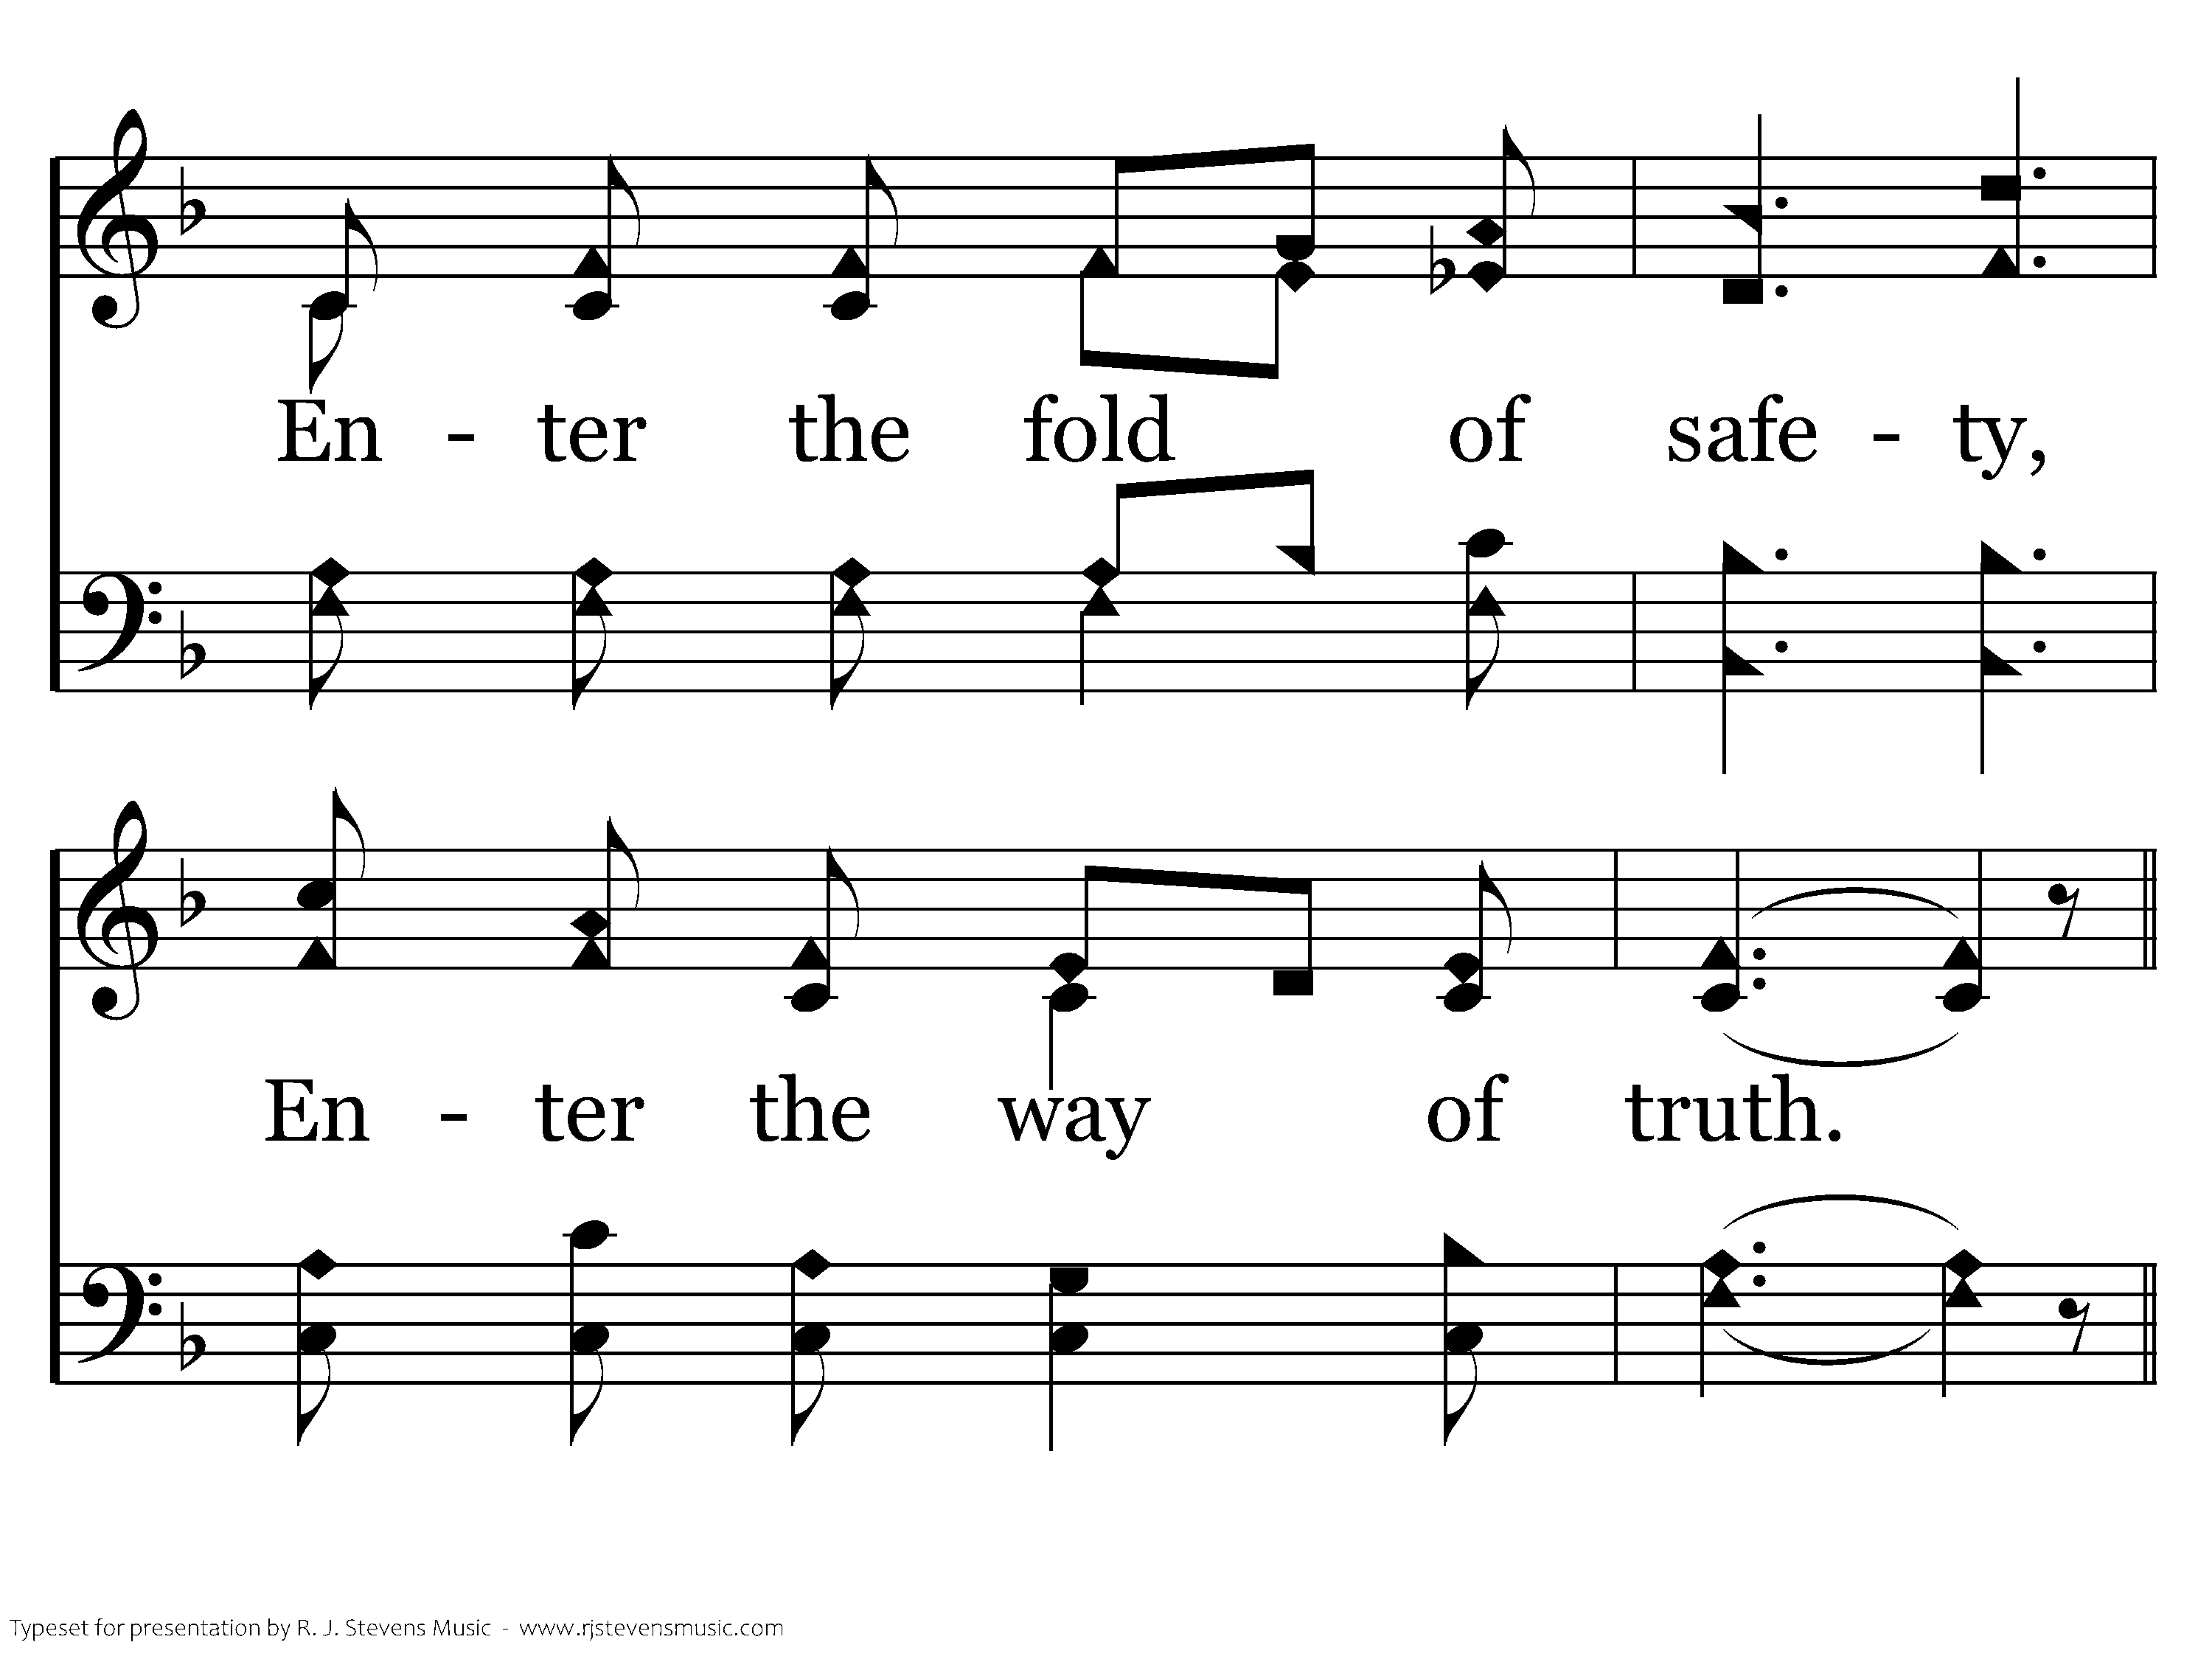 En - ter the fold of safe - ty,
En - ter the way of truth.
Typeset for presentation by R. J. Stevens Music - www.rjstevensmusic.com